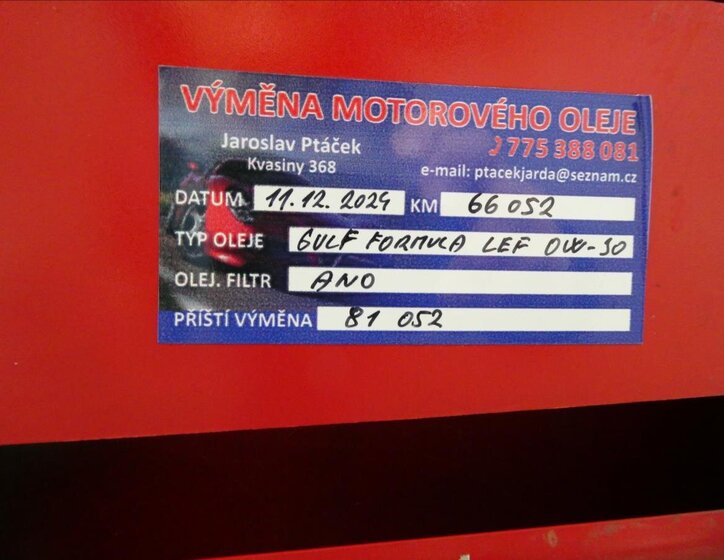 VÝMĚNA MOTOROVÉHO OLEJE
Jaroslav Ptáček 775 388 081
Kvasiny 368 e-mail: ptacekjarda@seznam.cz
DATUM 11.12.2024 KM 66 052
TYP OLEJE GULF FORMULA LEF 0W-30
OLEJ. FILTR ANO
PŘÍŠTÍ VÝMĚNA 81 052